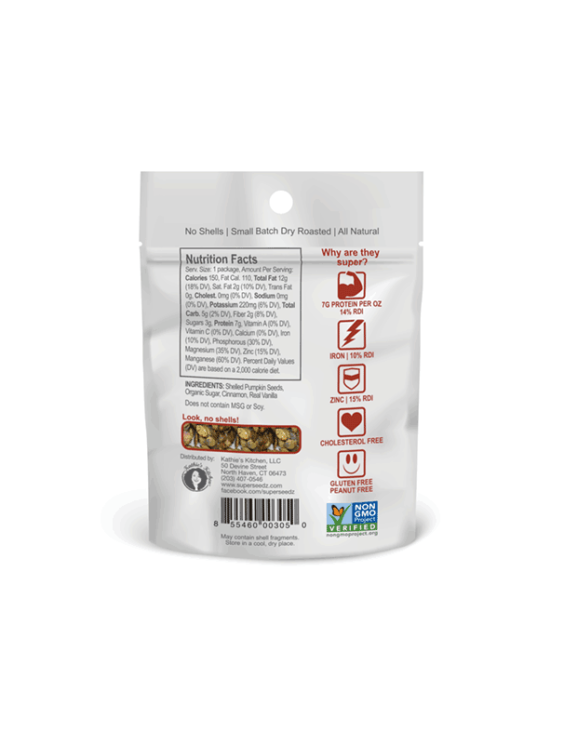 No Shells | Small Batch Dry Roasted | All Natural
Nutrition Facts
Serv. Size: 1 package, Amount Per Serving:
Calories 150, Fat Cal. 110, Total Fat 12g
(18% DV), Sat. Fat 2g (10% DV), Trans Fat
0g, Cholest. 0mg (0% DV), Sodium 0mg
(0% DV), Potassium 220mg (6% DV), Total
Carb. 5g (2% DV), Fiber 2g (8% DV),
Sugars 3g, Protein 7g, Vitamin A (0% DV),
Vitamin C (0% DV), Calcium (0% DV), Iron
(10% DV), Phosphorous (30% DV),
Magnesium (35% DV), Zinc (15% DV),
Manganese (60% DV). Percent Daily Values
(DV) are based on a 2,000 calorie diet.
INGREDIENTS: Shelled Pumpkin Seeds,
Organic Sugar, Cinnamon, Real Vanilla
Does not contain MSG or Soy.
Look, no shells!
Distributed by:
Kathie's Kitchen, LLC
50 Devine Street
North Haven, CT 06473
(203) 407-0546
www.superseedz.com
facebook.com/superseedz
8 55460 00305 0
May contain shell fragments.
Store in a cool, dry place.
Why are they
super?
7G PROTEIN PER OZ
14% RDI
IRON | 10% RDI
ZINC | 15% RDI
CHOLESTEROL FREE
GLUTEN FREE
PEANUT FREE
NON
GMO
Project
VERIFIED
nongmoproject.org